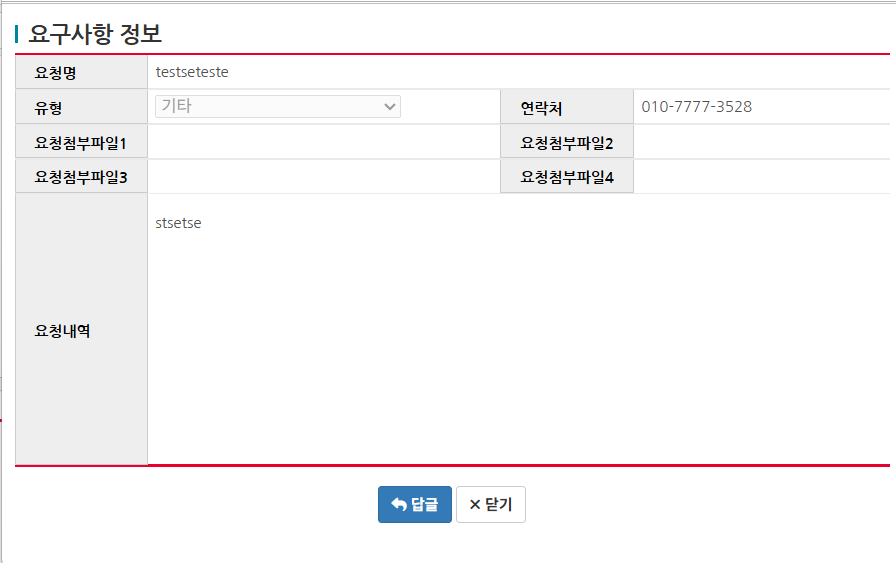 요구사항 정보
요청명 testseteste
유형 기타 연락처 010-7777-3528
요청첨부파일1 요청첨부파일2
요청첨부파일3 요청첨부파일4
stsetse
요청내역
답글 닫기